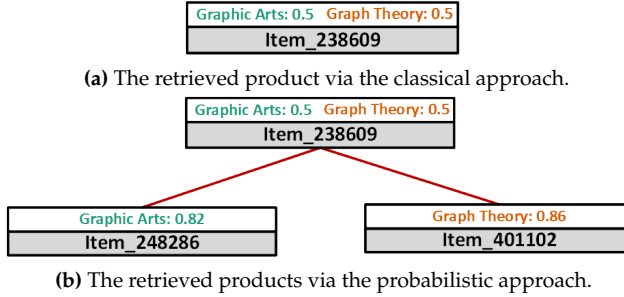 Graphic Arts: 0.5 Graph Theory: 0.5
Item_238609
(a) The retrieved product via the classical approach.
Graphic Arts: 0.5 Graph Theory: 0.5
Item_238609
Graphic Arts: 0.82 Graph Theory: 0.86
Item_248286 Item_401102
(b) The retrieved products via the probabilistic approach.